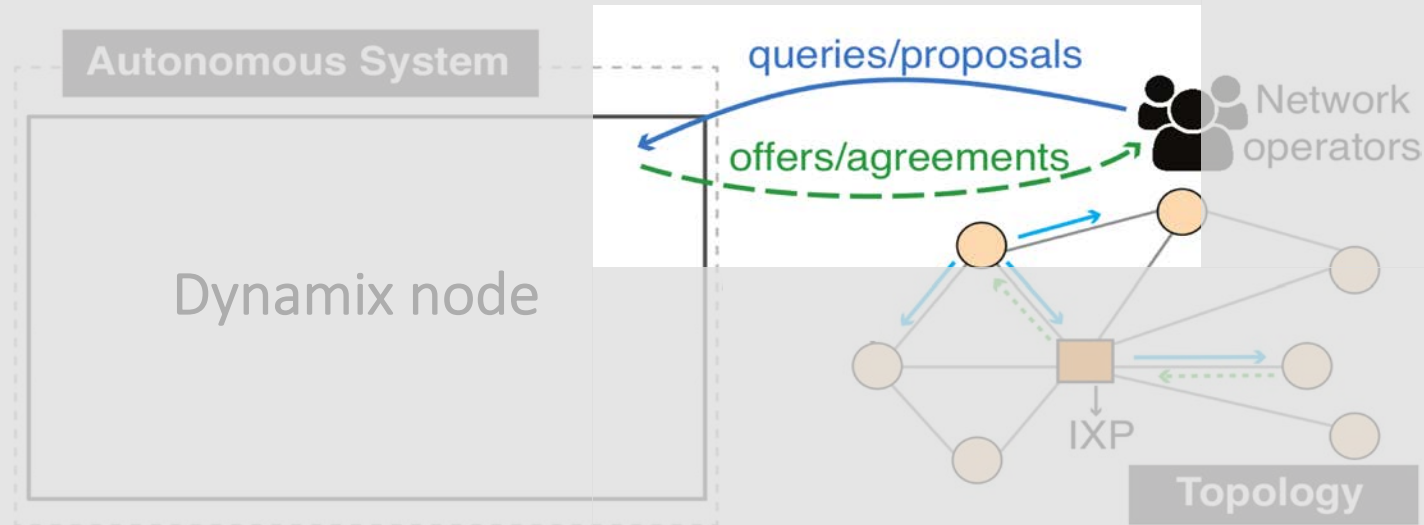 Autonomous System
queries/proposals
Network
operators
offers/agreements
Dynamix node
IXP
Topology